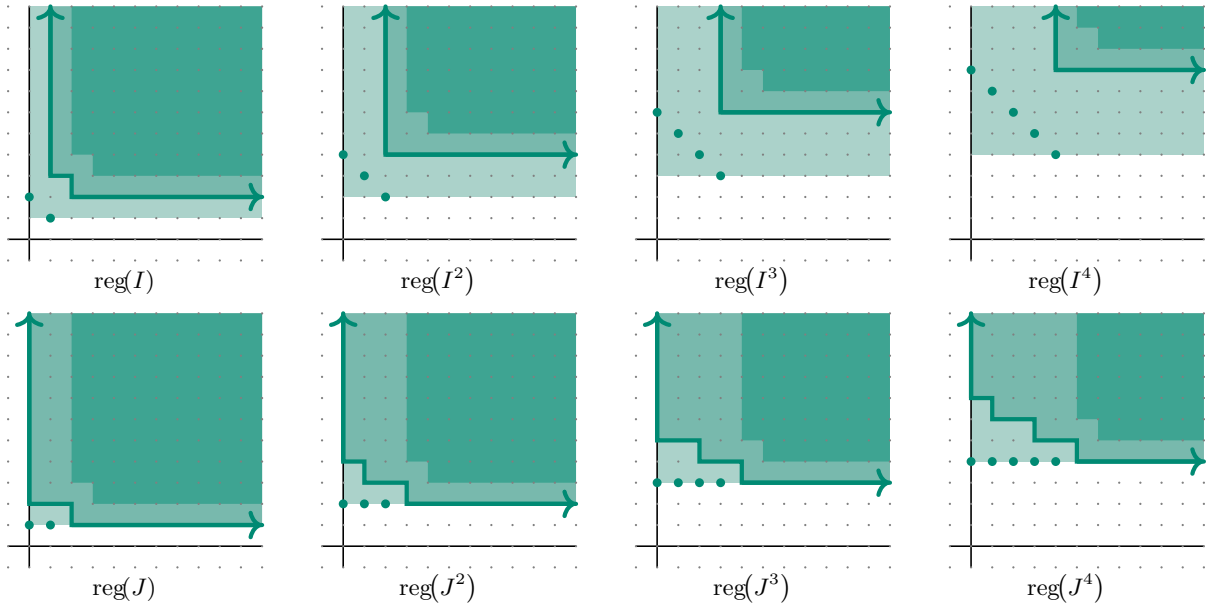 reg(I) reg(I²) reg(I³) reg(I⁴)
reg(J) reg(J²) reg(J³) reg(J⁴)